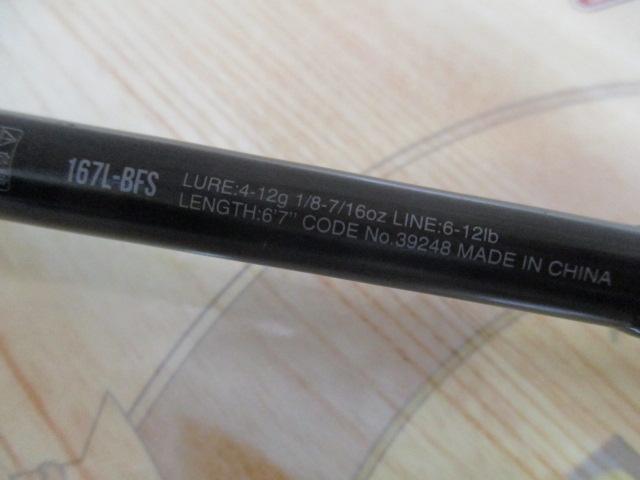 167L-BFS
LURE:4-12g 1/8-7/16oz LINE:6-12lb
LENGTH:6'7" CODE No.39248 MADE IN CHINA